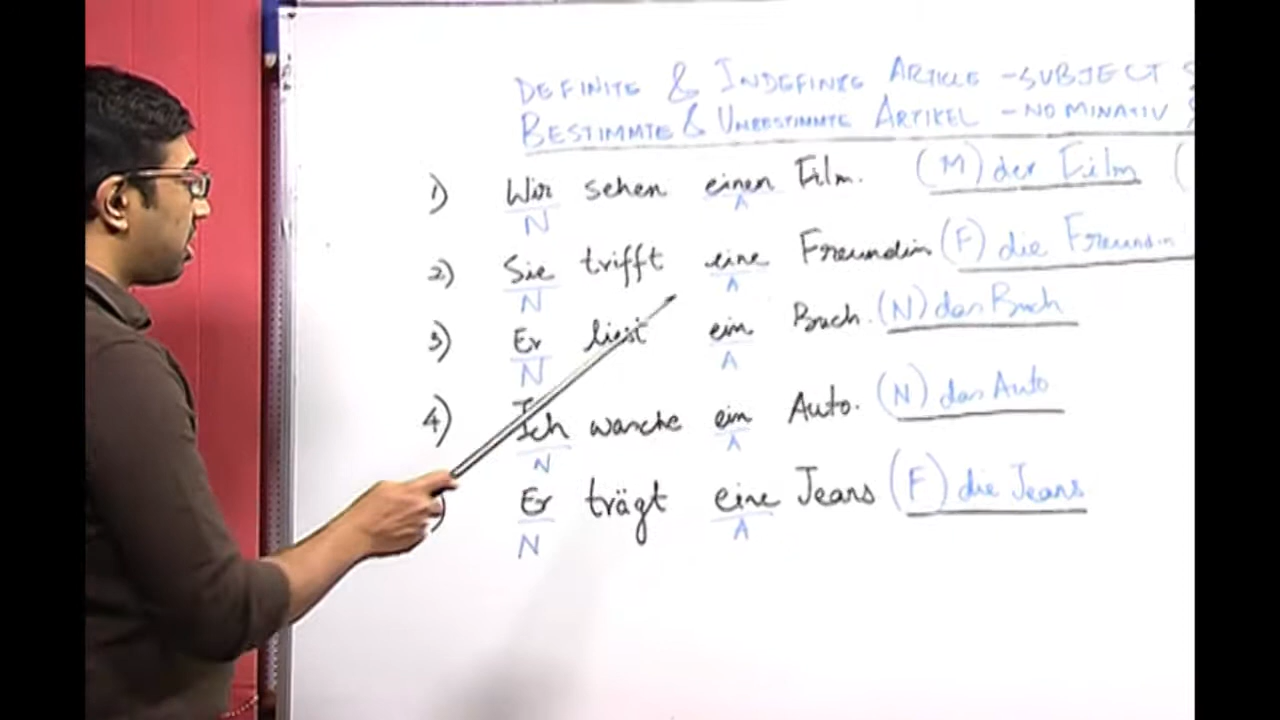 DEFINITE & INDEFINITE ARTICLE - SUBJECT
BESTIMMTE & UNBESTIMMTE ARTIKEL - NOMINATIV
1) Wir sehen einen Film. (M) der Film (
N A
2) Sie trifft eine Freundin (F) die Freundin
N A
3) Er liest ein Buch. (N) das Buch
N A
4) Ich wasche ein Auto. (N) das Auto
N A
) Er trägt eine Jeans (F) die Jeans
N A